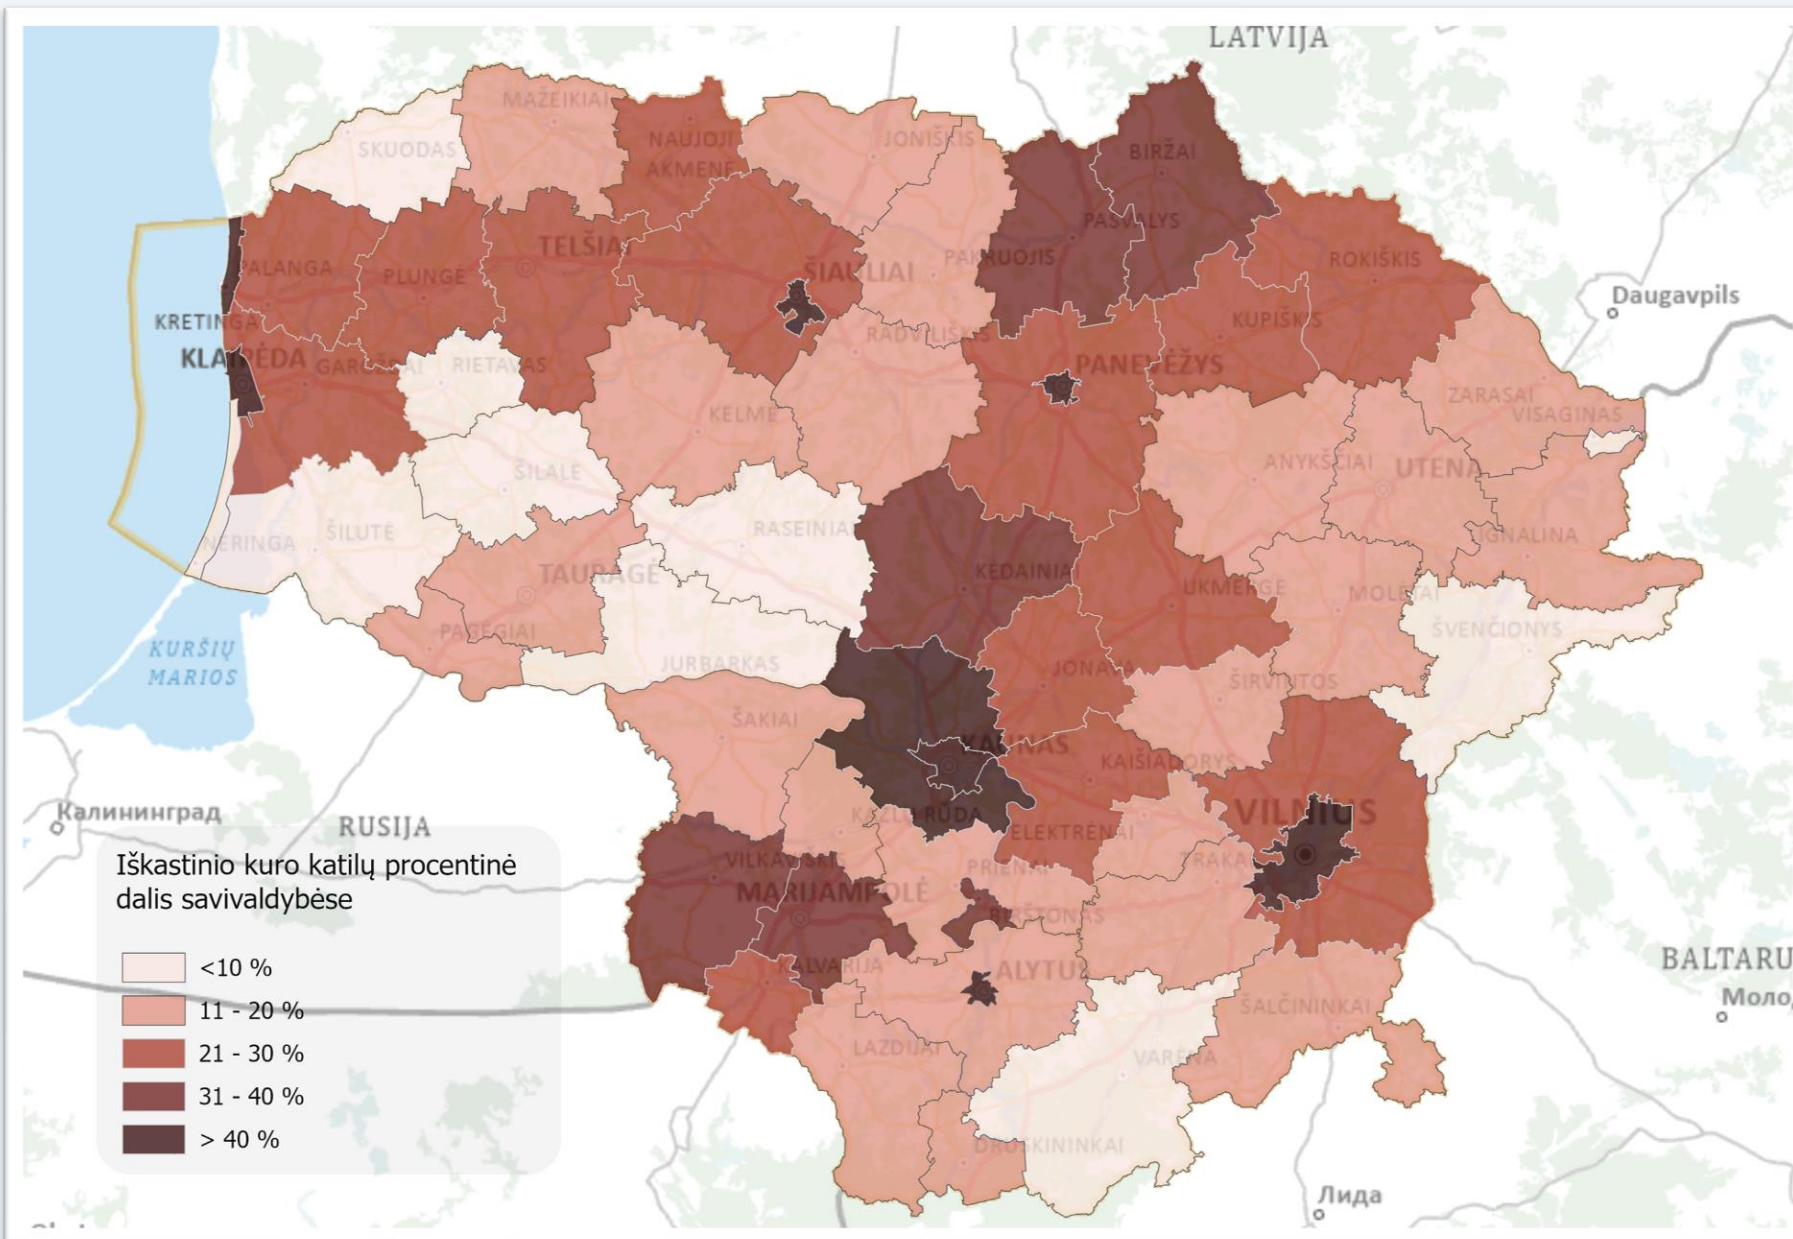 LATVIJA
MAŽEIKIAI
SKUODAS
NAUJOJI
AKMENĖ
JONIŠKIS
BIRŽAI
PASVALYS
PAKRUOJIS
ROKIŠKIS
PALANGA
PLUNGĖ
TELŠIAI
ŠIAULIAI
Daugavpils
KRETINGA
KLAIPĖDA
GARGŽDAI
RIETAVAS
RADVILIŠKIS
KUPIŠKIS
PANEVĖŽYS
KELMĖ
ZARASAI
VISAGINAS
ŠILALĖ
ANYKŠČIAI
UTENA
NERINGA
ŠILUTĖ
RASEINIAI
IGNALINA
TAURAGĖ
KĖDAINIAI
UKMERGĖ
MOLĖTAI
PAGĖGIAI
ŠVENČIONYS
KURŠIŲ
MARIOS
JURBARKAS
JONAVA
ŠIRVINTOS
ŠAKIAI
KAUNAS
KAIŠIADORYS
Калининград
RUSIJA
KAZLŲ RŪDA
ELEKTRĖNAI
VILNIUS
VILKAVIŠKIS
PRIENAI
TRAKAI
MARIJAMPOLĖ
BIRŠTONAS
KALVARIJA
ALYTUS
BALTARU
ŠALČININKAI
Моло
LAZDIJAI
VARĖNA
DRUSKININKAI
Лида
Iškastinio kuro katilų procentinė
dalis savivaldybėse
<10 %
11 - 20 %
21 - 30 %
31 - 40 %
> 40 %